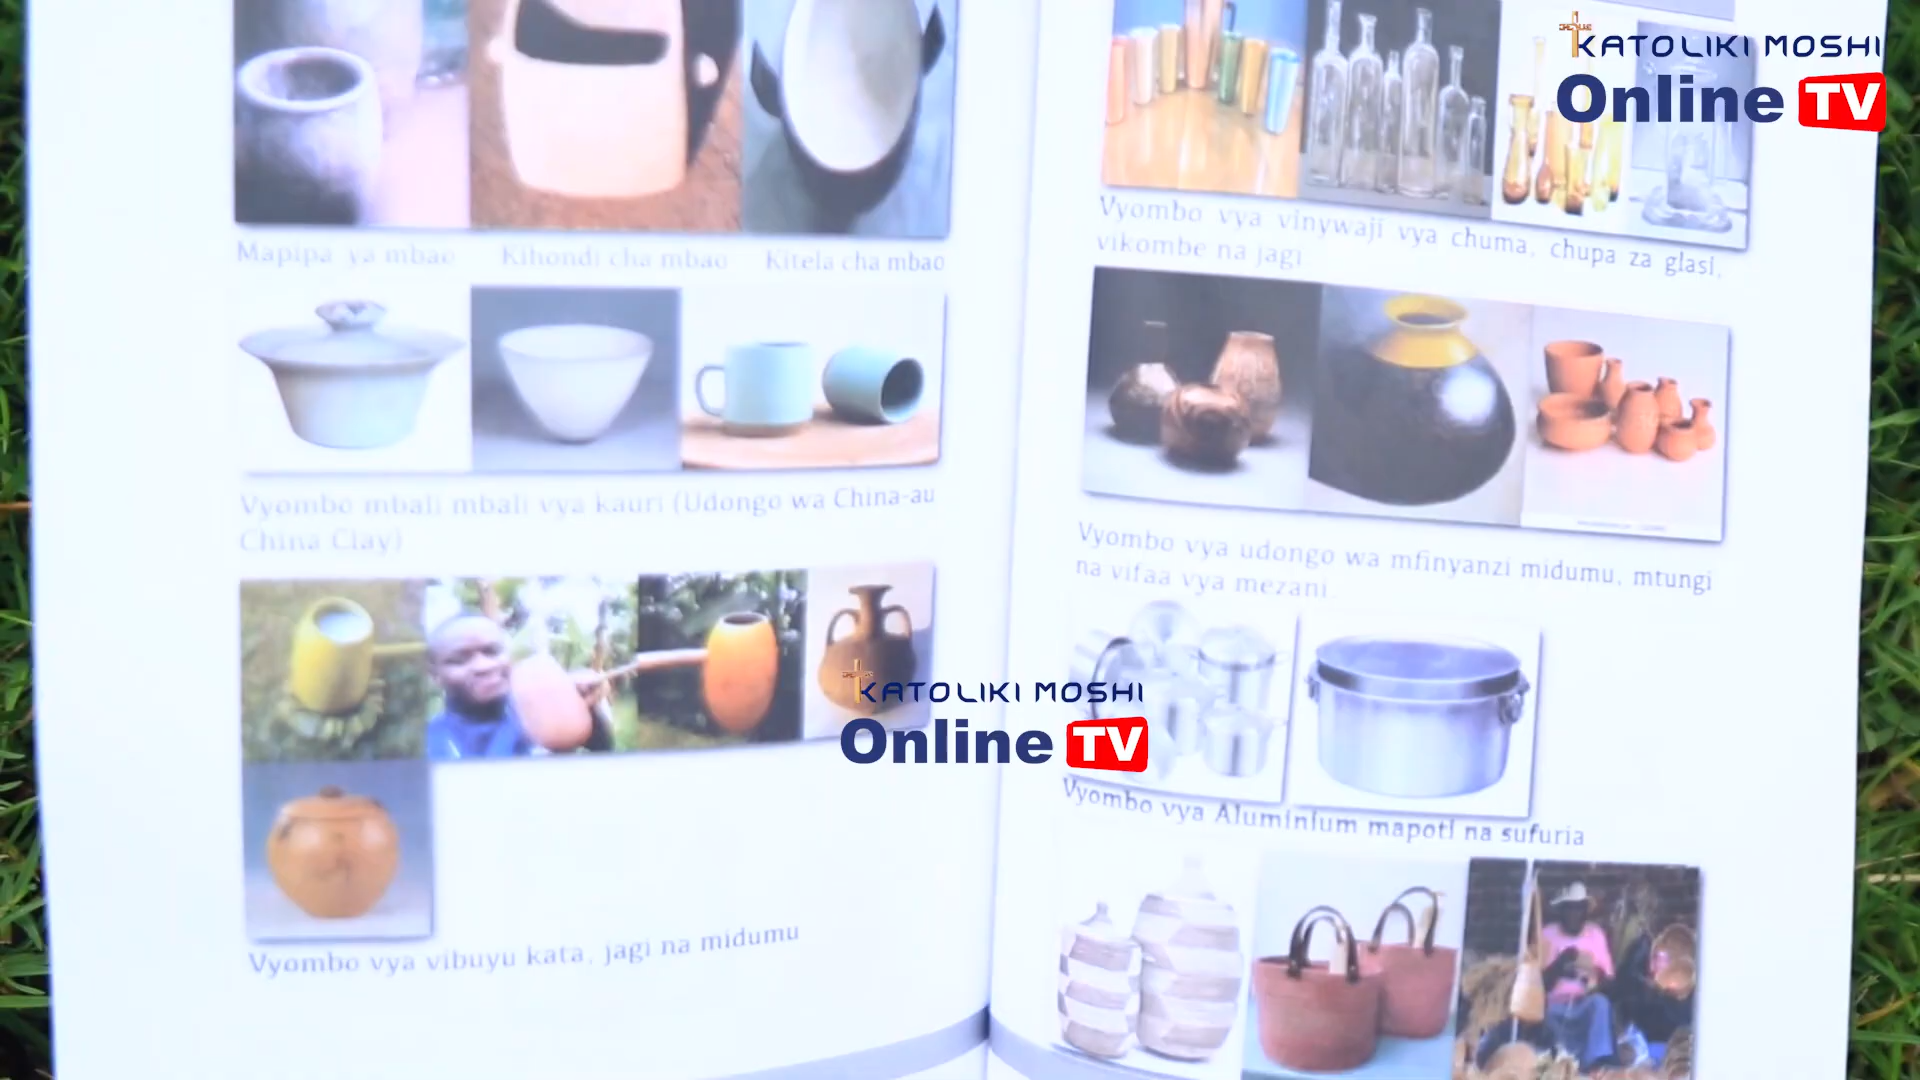 Mapipa ya mbao Kihondi cha mbao Kitela cha mbao
Vyombo mbali mbali vya kauri (Udongo wa China-au
China Clay)
Vyombo vya vibuyu kata, jagi na midumu
Vyombo vya vinywaji vya chuma, chupa za glasi,
vikombe na jagi
Vyombo vya udongo wa mfinyanzi midumu, mtungi
na vifaa vya mezani.
Vyombo vya Aluminium mapoti na sufuria
KATOLIKI MOSHI
Online TV
KATOLIKI MOSHI
Online TV